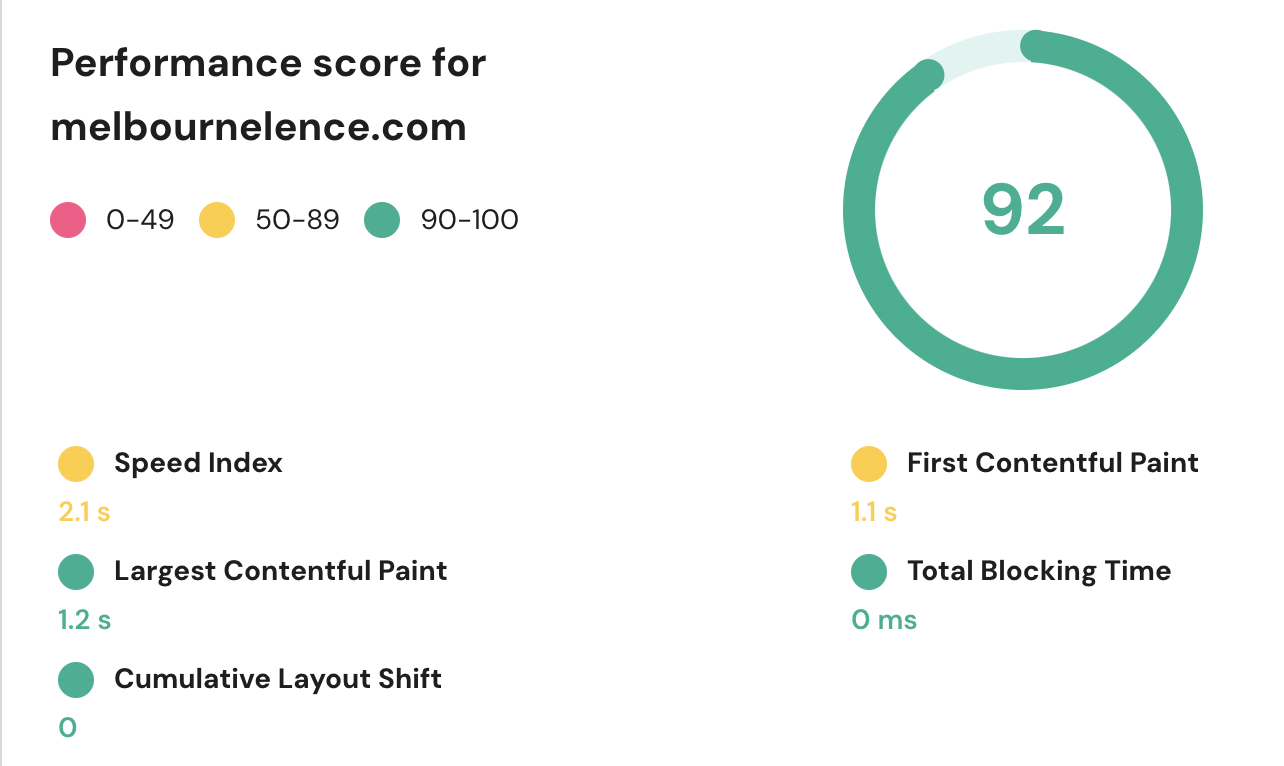 Performance score for
melbournelence.com
0-49 50-89 90-100
92
Speed Index
2.1 s
First Contentful Paint
1.1 s
Largest Contentful Paint
1.2 s
Total Blocking Time
0 ms
Cumulative Layout Shift
0